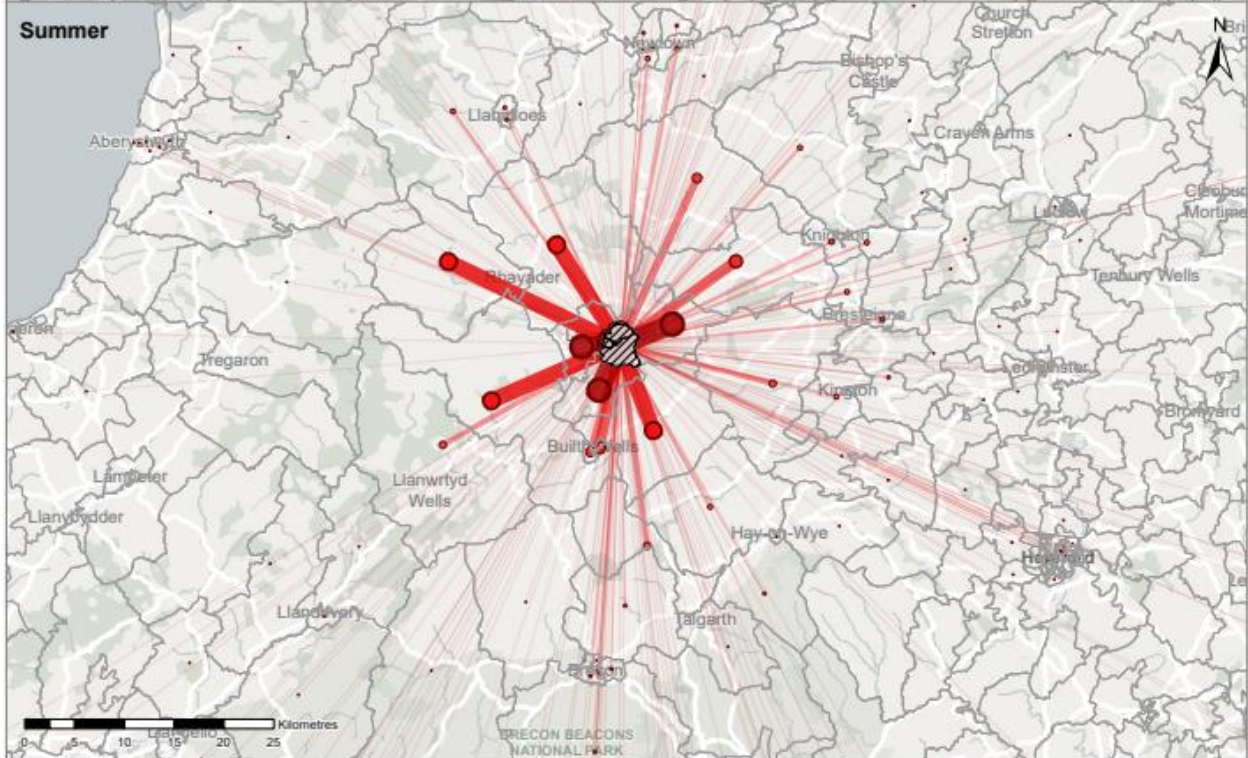 Summer
Church
Stretton
N
Newtown
Bishop's
Castle
Llanidloes
Craven Arms
Aberystwyth
Ludlow
Knighton
Rhayader
Tenbury Wells
Presteigne
Tregaron
Kington
Leominster
Bromyard
Builth Wells
Lampeter
Llanwrtyd
Wells
Llanybydder
Hay-on-Wye
Hereford
Llandovery
Talgarth
Brecon
Kilometres
0 5 10 15 20 25
BRECON BEACONS
NATIONAL PARK